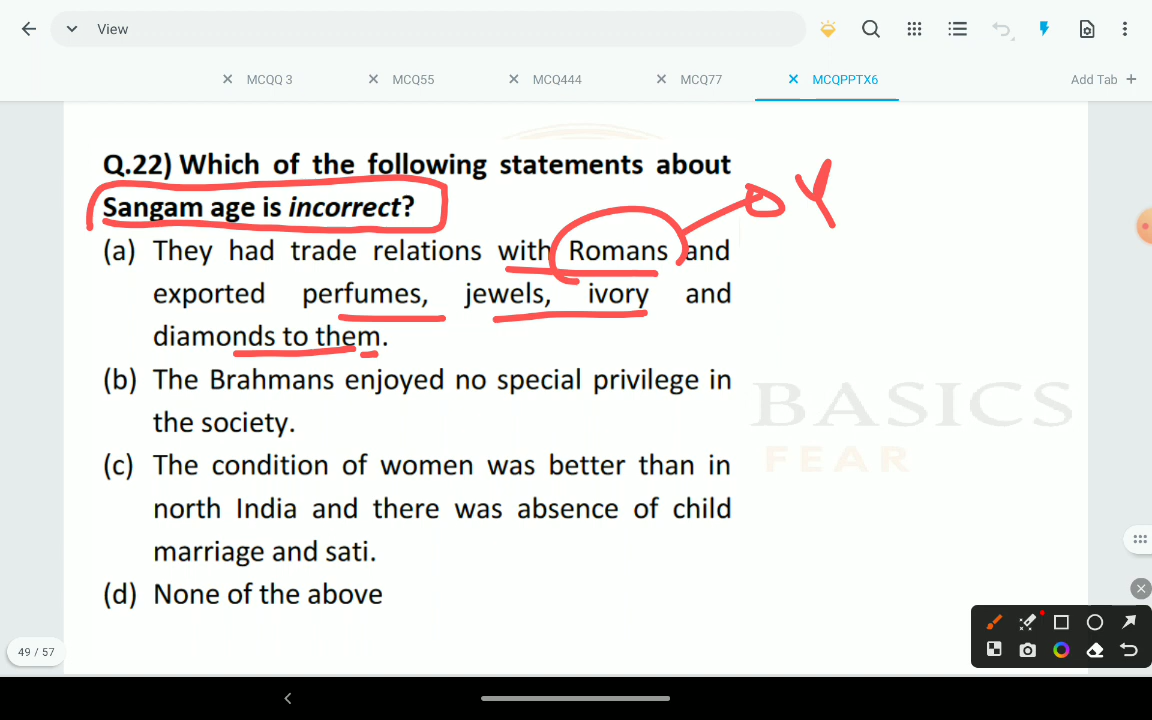 View
MCQQ 3
MCQ55
MCQ444
MCQ77
MCQPPTX6
Add Tab +
Q.22) Which of the following statements about
Sangam age is incorrect?
(a) They had trade relations with Romans and
exported perfumes, jewels, ivory and
diamonds to them.
(b) The Brahmans enjoyed no special privilege in
the society.
(c) The condition of women was better than in
north India and there was absence of child
marriage and sati.
(d) None of the above
BASICS
FEAR
49 / 57